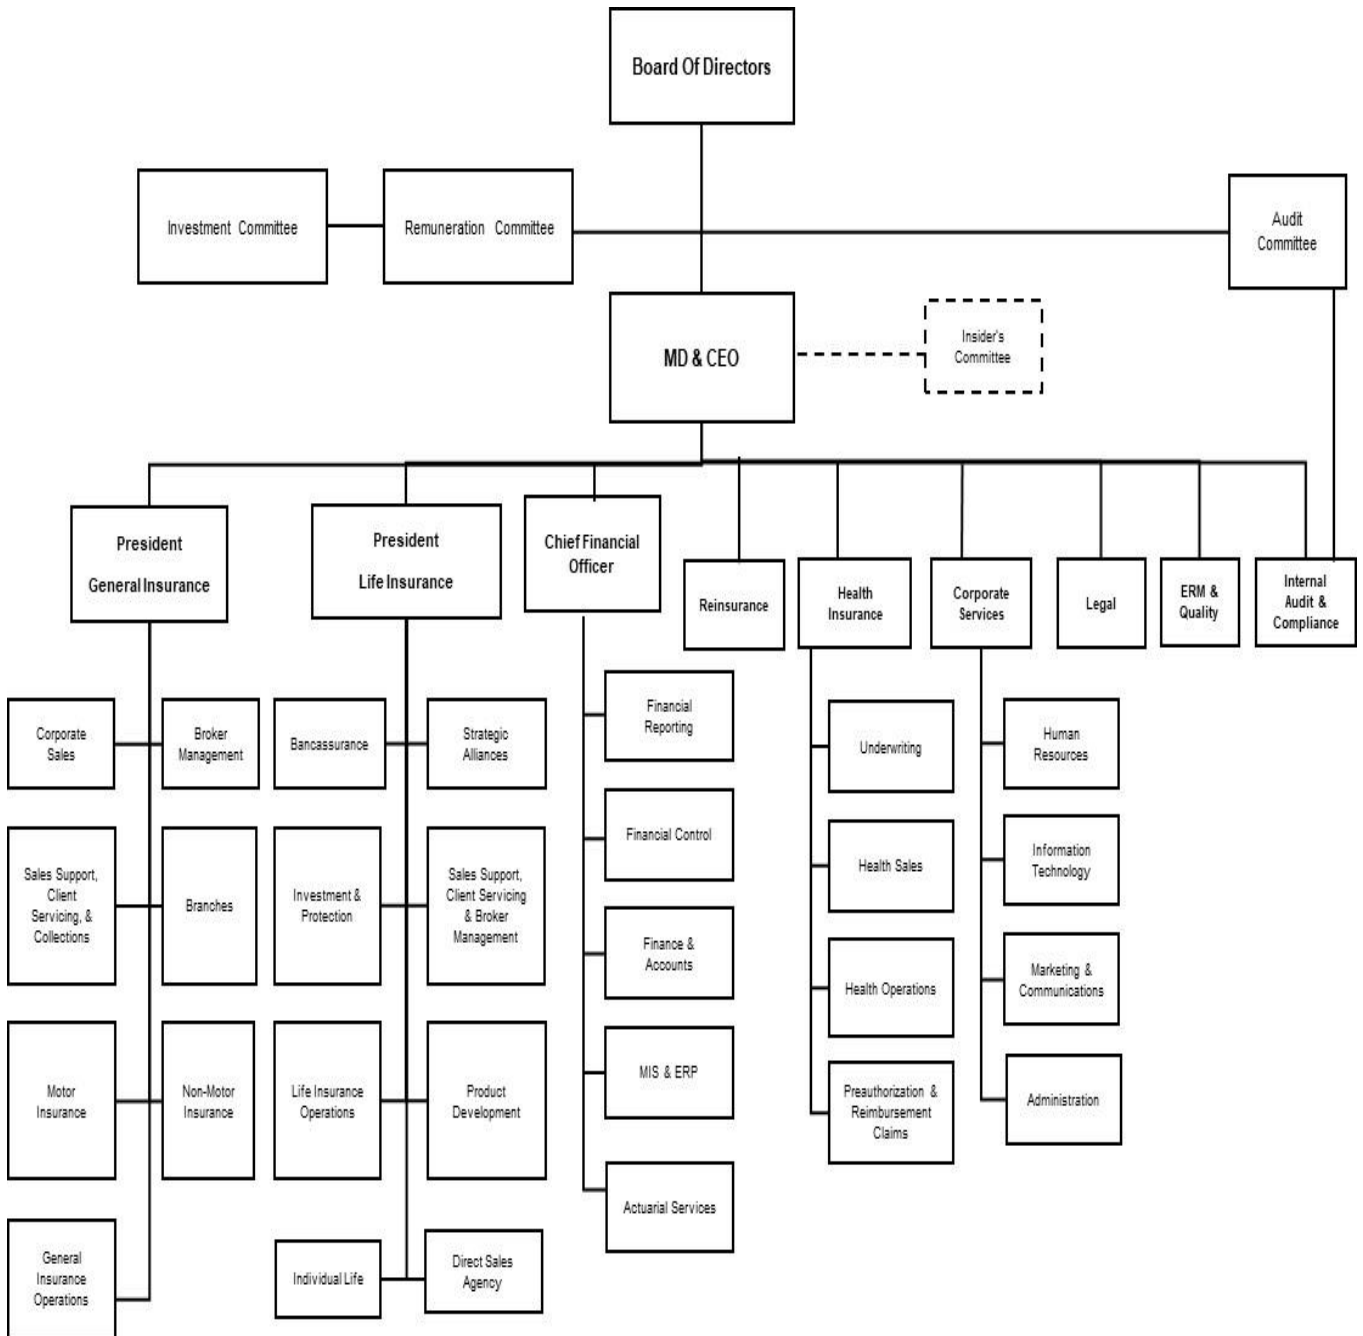 Board Of Directors
Investment Committee
Remuneration Committee
Audit
Committee
MD & CEO
Insider's
Committee
President
General Insurance
President
Life Insurance
Chief Financial
Officer
Reinsurance
Health
Insurance
Corporate
Services
Legal
ERM &
Quality
Internal
Audit &
Compliance
Corporate
Sales
Broker
Management
Bancassurance
Strategic
Alliances
Financial
Reporting
Underwriting
Human
Resources
Sales Support,
Client
Servicing, &
Collections
Branches
Investment &
Protection
Sales Support,
Client Servicing
& Broker
Management
Financial Control
Health Sales
Information
Technology
Finance &
Accounts
Health Operations
Marketing &
Communications
Motor
Insurance
Non-Motor
Insurance
Life Insurance
Operations
Product
Development
MIS & ERP
Preauthorization &
Reimbursement
Claims
Administration
Actuarial Services
General
Insurance
Operations
Individual Life
Direct Sales
Agency